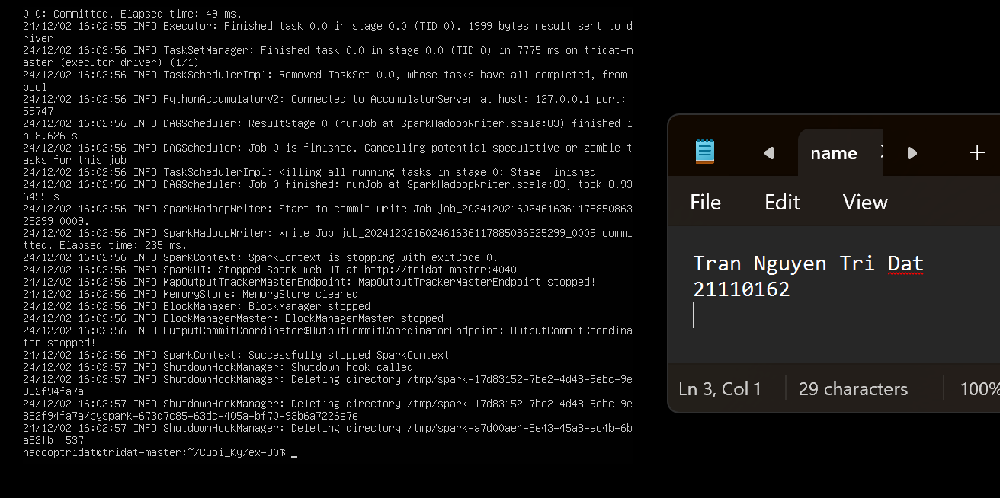 0_0: Committed. Elapsed time: 49 ms.
24/12/02 16:02:55 INFO Executor: Finished task 0.0 in stage 0.0 (TID 0). 1999 bytes result sent to d
river
24/12/02 16:02:56 INFO TaskSetManager: Finished task 0.0 in stage 0.0 (TID 0) in 7775 ms on tridat-m
aster (executor driver) (1/1)
24/12/02 16:02:56 INFO TaskSchedulerImpl: Removed TaskSet 0.0, whose tasks have all completed, from
pool
24/12/02 16:02:56 INFO PythonAccumulatorV2: Connected to AccumulatorServer at host: 127.0.0.1 port:
59747
24/12/02 16:02:56 INFO DAGScheduler: ResultStage 0 (runJob at SparkHadoopWriter.scala:83) finished i
n 8.626 s
24/12/02 16:02:56 INFO DAGScheduler: Job 0 is finished. Cancelling potential speculative or zombie t
asks for this job
24/12/02 16:02:56 INFO TaskSchedulerImpl: Killing all running tasks in stage 0: Stage finished
24/12/02 16:02:56 INFO DAGScheduler: Job 0 finished: runJob at SparkHadoopWriter.scala:83, took 8.93
6455 s
24/12/02 16:02:56 INFO SparkHadoopWriter: Start to commit write Job job_202412021602461636117885086​3
25299_0009.
24/12/02 16:02:56 INFO SparkHadoopWriter: Write Job job_202412021602461636117885086325299_0009 commi
tted. Elapsed time: 235 ms.
24/12/02 16:02:56 INFO SparkContext: SparkContext is stopping with exitCode 0.
24/12/02 16:02:56 INFO SparkUI: Stopped Spark web UI at http://tridat-master:4040
24/12/02 16:02:56 INFO MapOutputTrackerMasterEndpoint: MapOutputTrackerMasterEndpoint stopped!
24/12/02 16:02:56 INFO MemoryStore: MemoryStore cleared
24/12/02 16:02:56 INFO BlockManager: BlockManager stopped
24/12/02 16:02:56 INFO BlockManagerMaster: BlockManagerMaster stopped
24/12/02 16:02:56 INFO OutputCommitCoordinator$OutputCommitCoordinatorEndpoint: OutputCommitCoordina
tor stopped!
24/12/02 16:02:56 INFO SparkContext: Successfully stopped SparkContext
24/12/02 16:02:57 INFO ShutdownHookManager: Shutdown hook called
24/12/02 16:02:57 INFO ShutdownHookManager: Deleting directory /tmp/spark-17d83152-7be2-4d48-9ebc-9e
882f94fa7a
24/12/02 16:02:57 INFO ShutdownHookManager: Deleting directory /tmp/spark-17d83152-7be2-4d48-9ebc-9e
882f94fa7a/pyspark-673d7c85-63dc-405a-bf70-93b6a7226e7e
24/12/02 16:02:57 INFO ShutdownHookManager: Deleting directory /tmp/spark-a7d00ae4-5e43-45a8-ac4b-6b
a52fbff537
hadooptridat@tridat-master:~/Cuoi_Ky/ex-30$ _
name
File Edit View
Tran Nguyen Tri Dat
21110162
Ln 3, Col 1 29 characters 100%